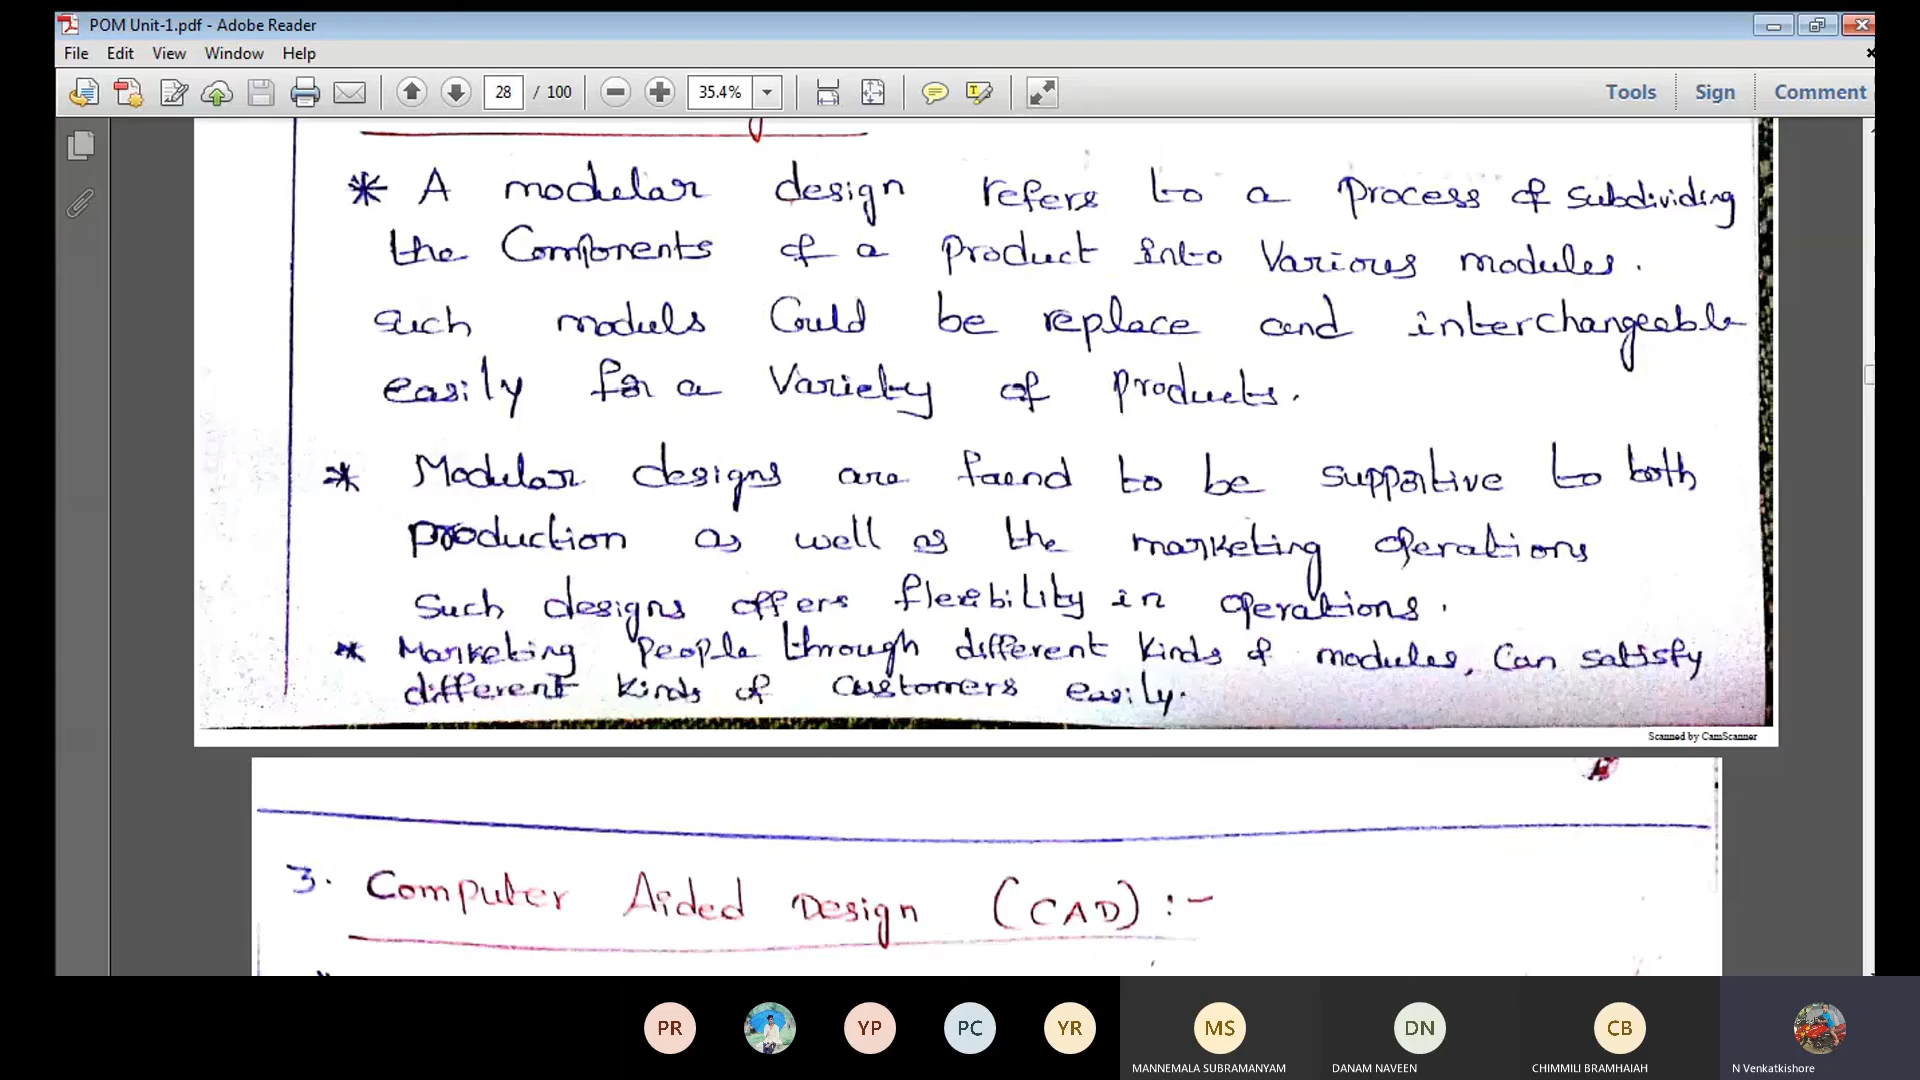 POM Unit-1.pdf - Adobe Reader
File Edit View Window Help
28 / 100 35.4% Tools Sign Comment
* A modular design refers to a process of subdividing
the Components of a product into Various modules.
such moduls Could be replace and interchangeable
easily for a Variety of products.
* Modular designs are found to be supportive to both
production as well as the marketing operations
Such designs offers flexibility in operations.
* Marketing people through different kinds of modules, Can satisfy
different kinds of customers easily.
Scanned by CamScanner
3. Computer Aided Design (CAD) :-
PR YP PC YR MS DN CB
MANNEMALA SUBRAMANYAM DANAM NAVEEN CHIMMILI BRAMHAIAH N Venkatkishore